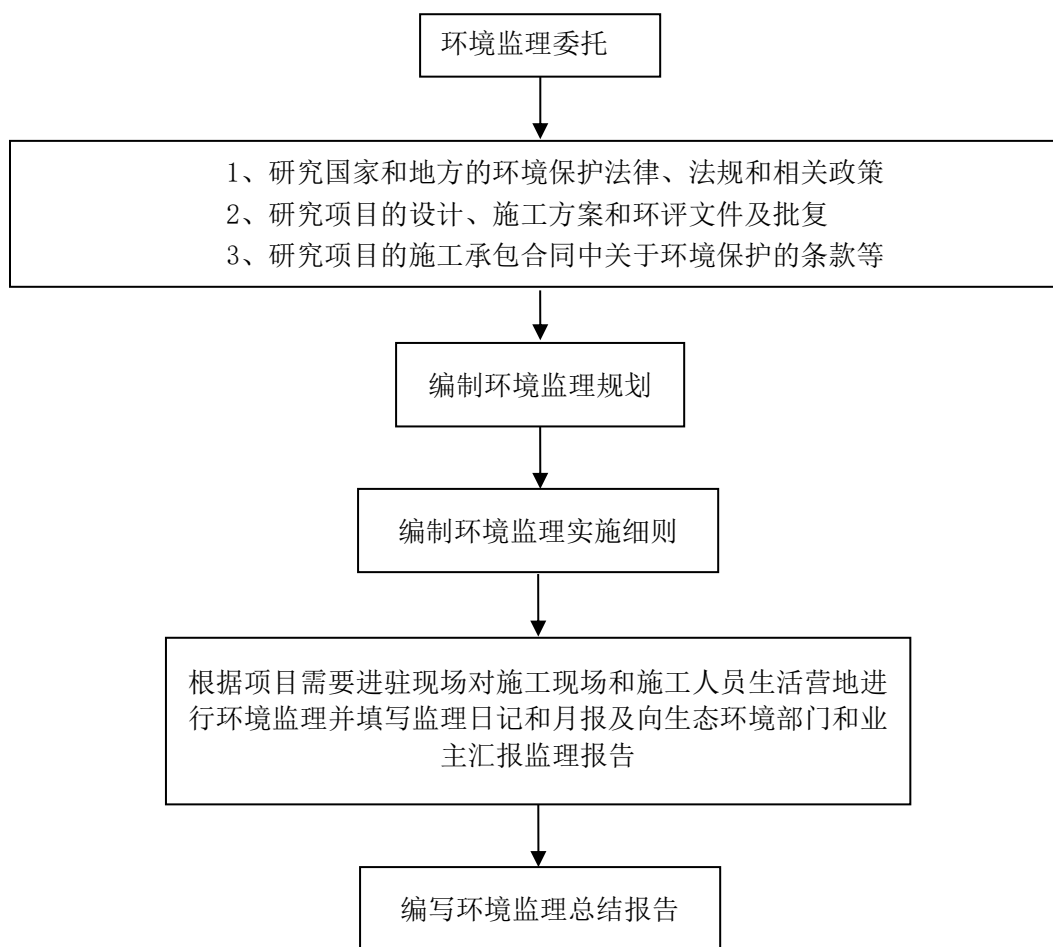 环境监理委托
1、研究国家和地方的环境保护法律、法规和相关政策
2、研究项目的设计、施工方案和环评文件及批复
3、研究项目的施工承包合同中关于环境保护的条款等
编制环境监理规划
编制环境监理实施细则
根据项目需要进驻现场对施工现场和施工人员生活营地进
行环境监理并填写监理日记和月报及向生态环境部门和业
主汇报监理报告
编写环境监理总结报告